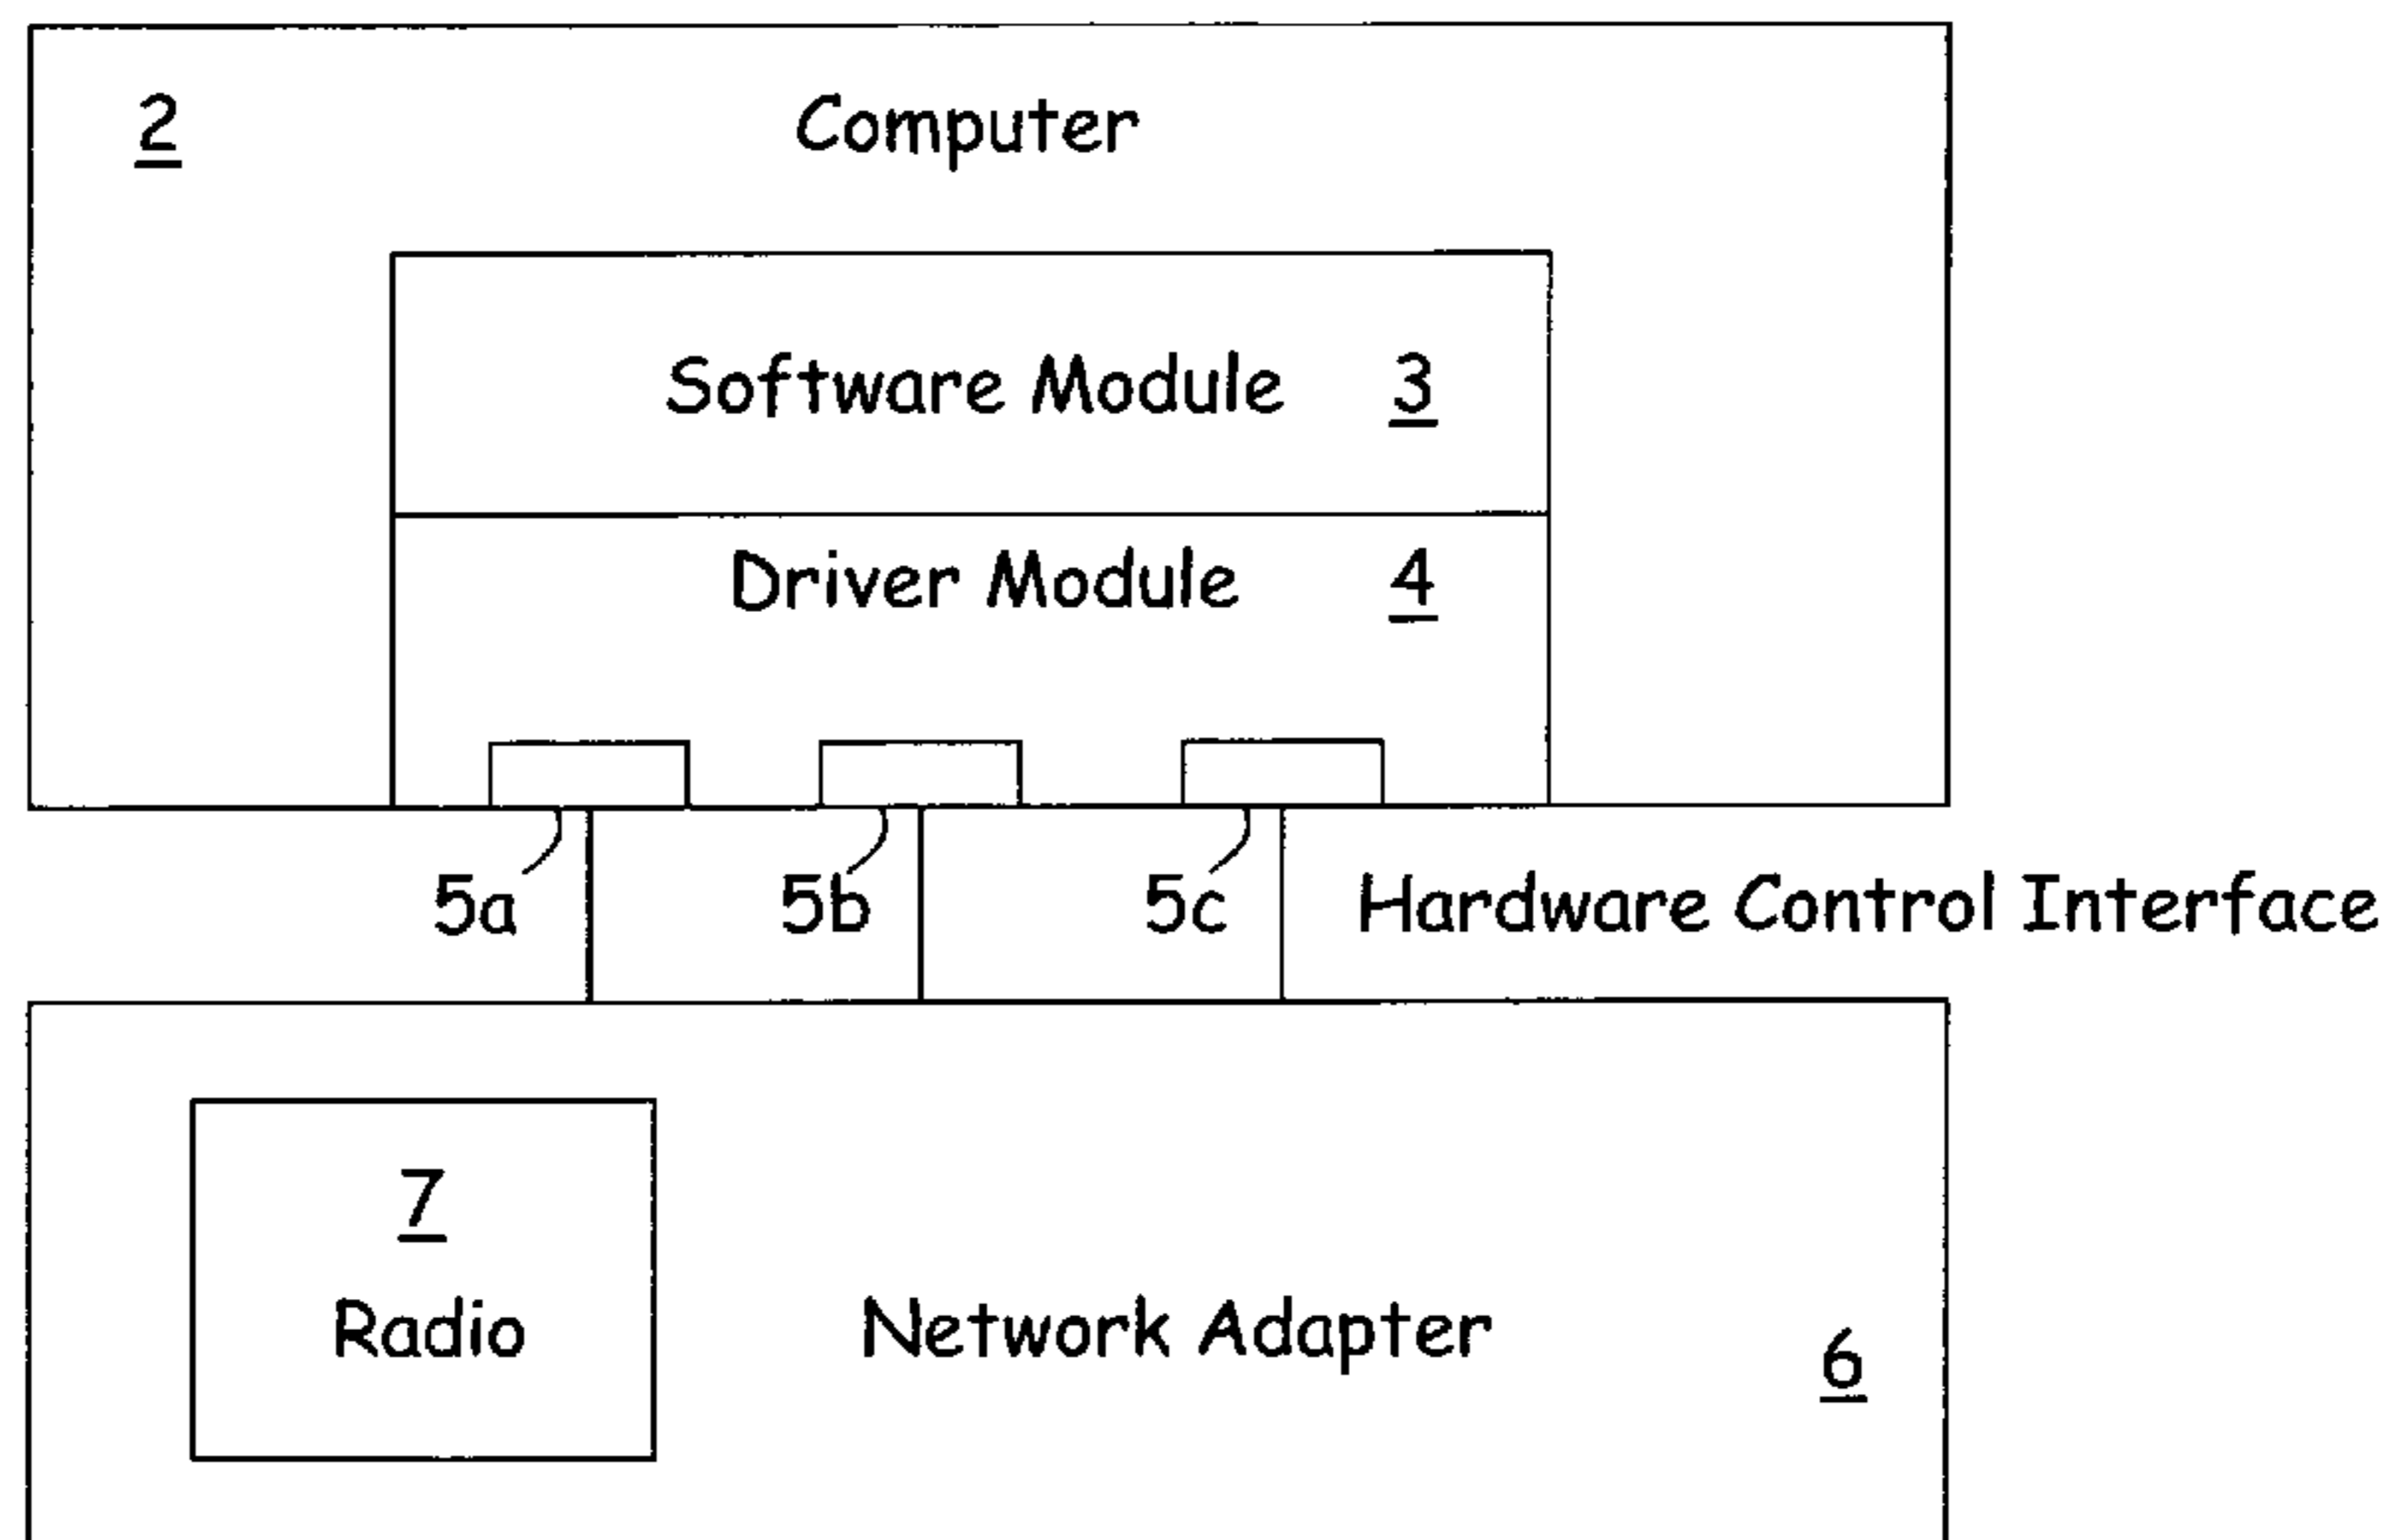 2 Computer
Software Module 3
Driver Module 4
5a 5b 5c Hardware Control Interface
7
Radio Network Adapter
6